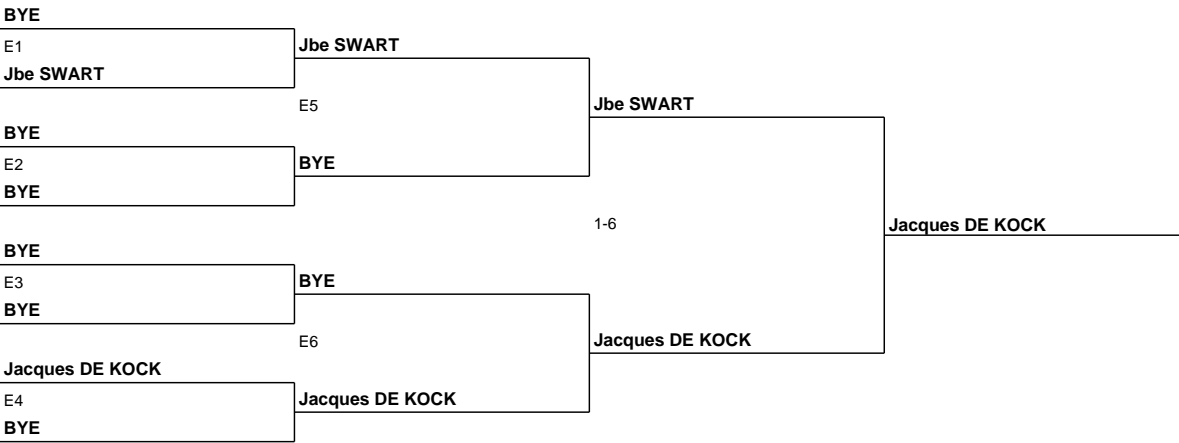 BYE
E1
Jbe SWART
Jbe SWART
E5
Jbe SWART
BYE
E2
BYE
BYE
1-6
Jacques DE KOCK
BYE
E3
BYE
BYE
E6
Jacques DE KOCK
Jacques DE KOCK
E4
Jacques DE KOCK
BYE